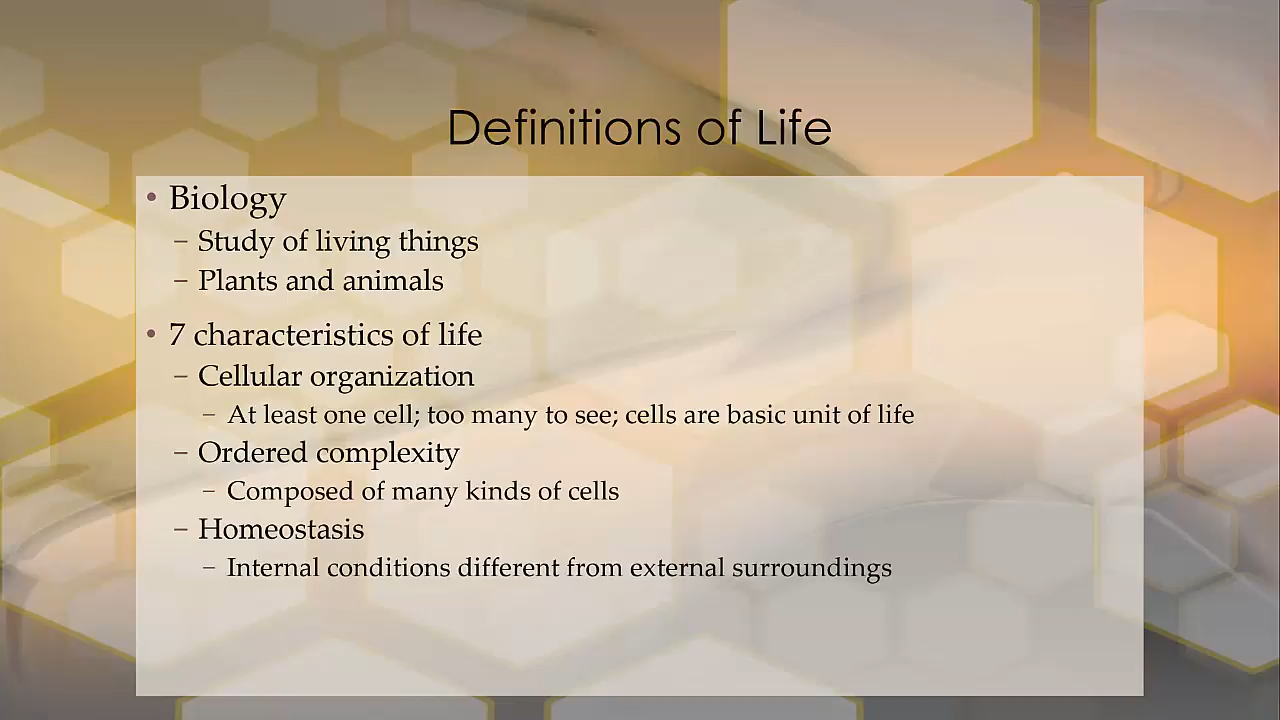 Definitions of Life
• Biology
– Study of living things
– Plants and animals
• 7 characteristics of life
– Cellular organization
– At least one cell; too many to see; cells are basic unit of life
– Ordered complexity
– Composed of many kinds of cells
– Homeostasis
– Internal conditions different from external surroundings